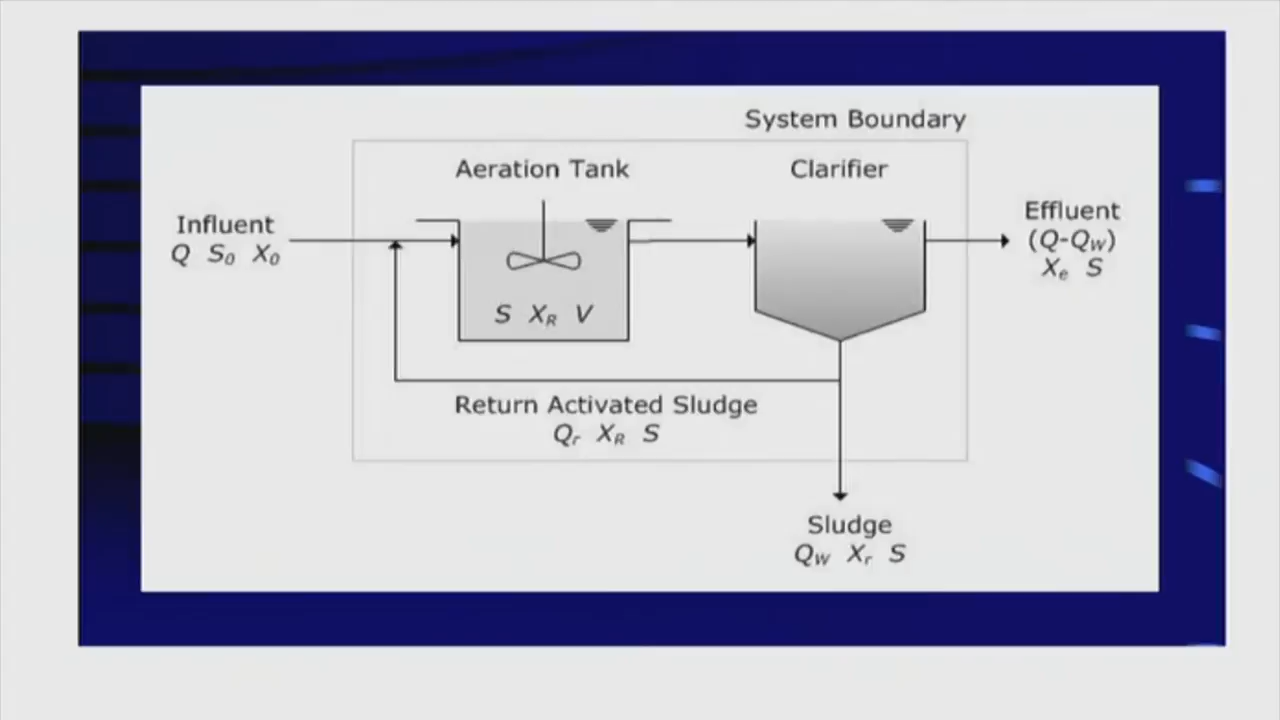 System Boundary
Aeration Tank
Clarifier
Influent
Q S₀ X₀
S X_R V
Effluent
(Q-Q_W)
X_e S
Return Activated Sludge
Q_r X_R S
Sludge
Q_W X_r S